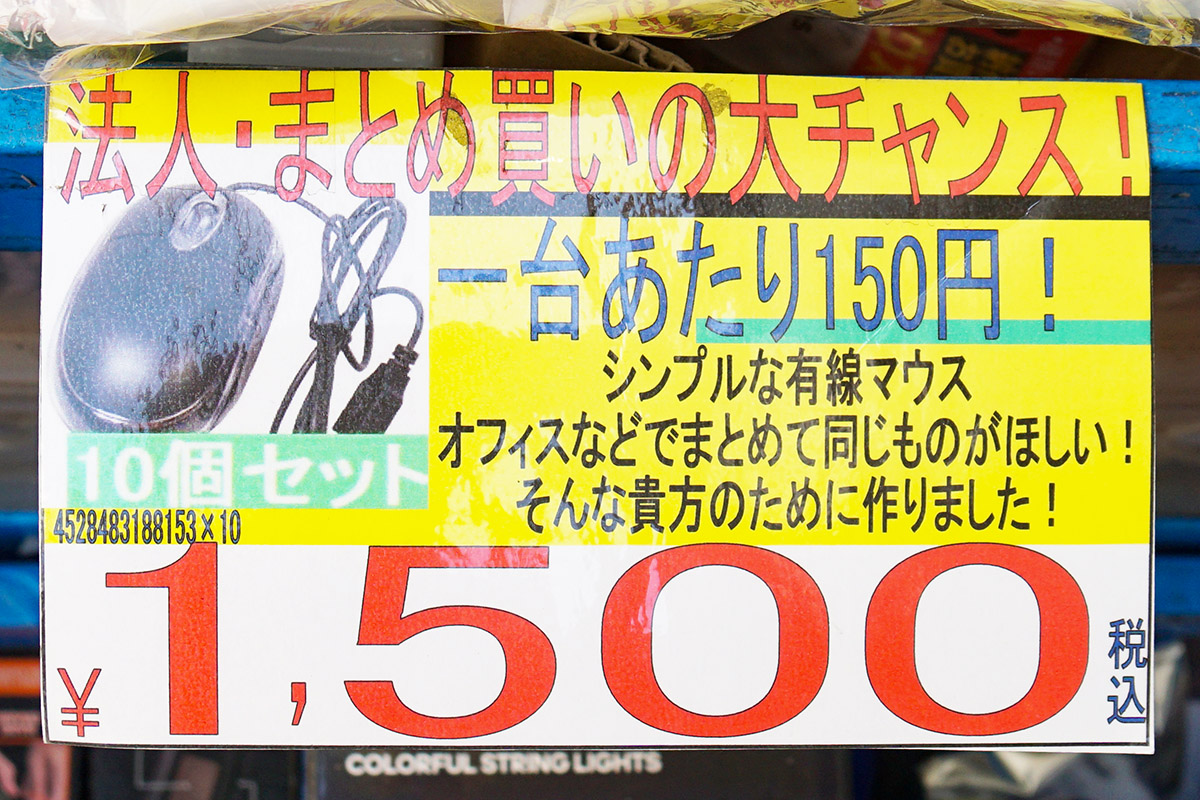 法人・まとめ買いの大チャンス！
一台あたり150円！
シンプルな有線マウス
オフィスなどでまとめて同じものがほしい！
そんな貴方のために作りました！
10個セット
4528483188153×10
¥1,500税込
COLORFUL STRING LIGHTS